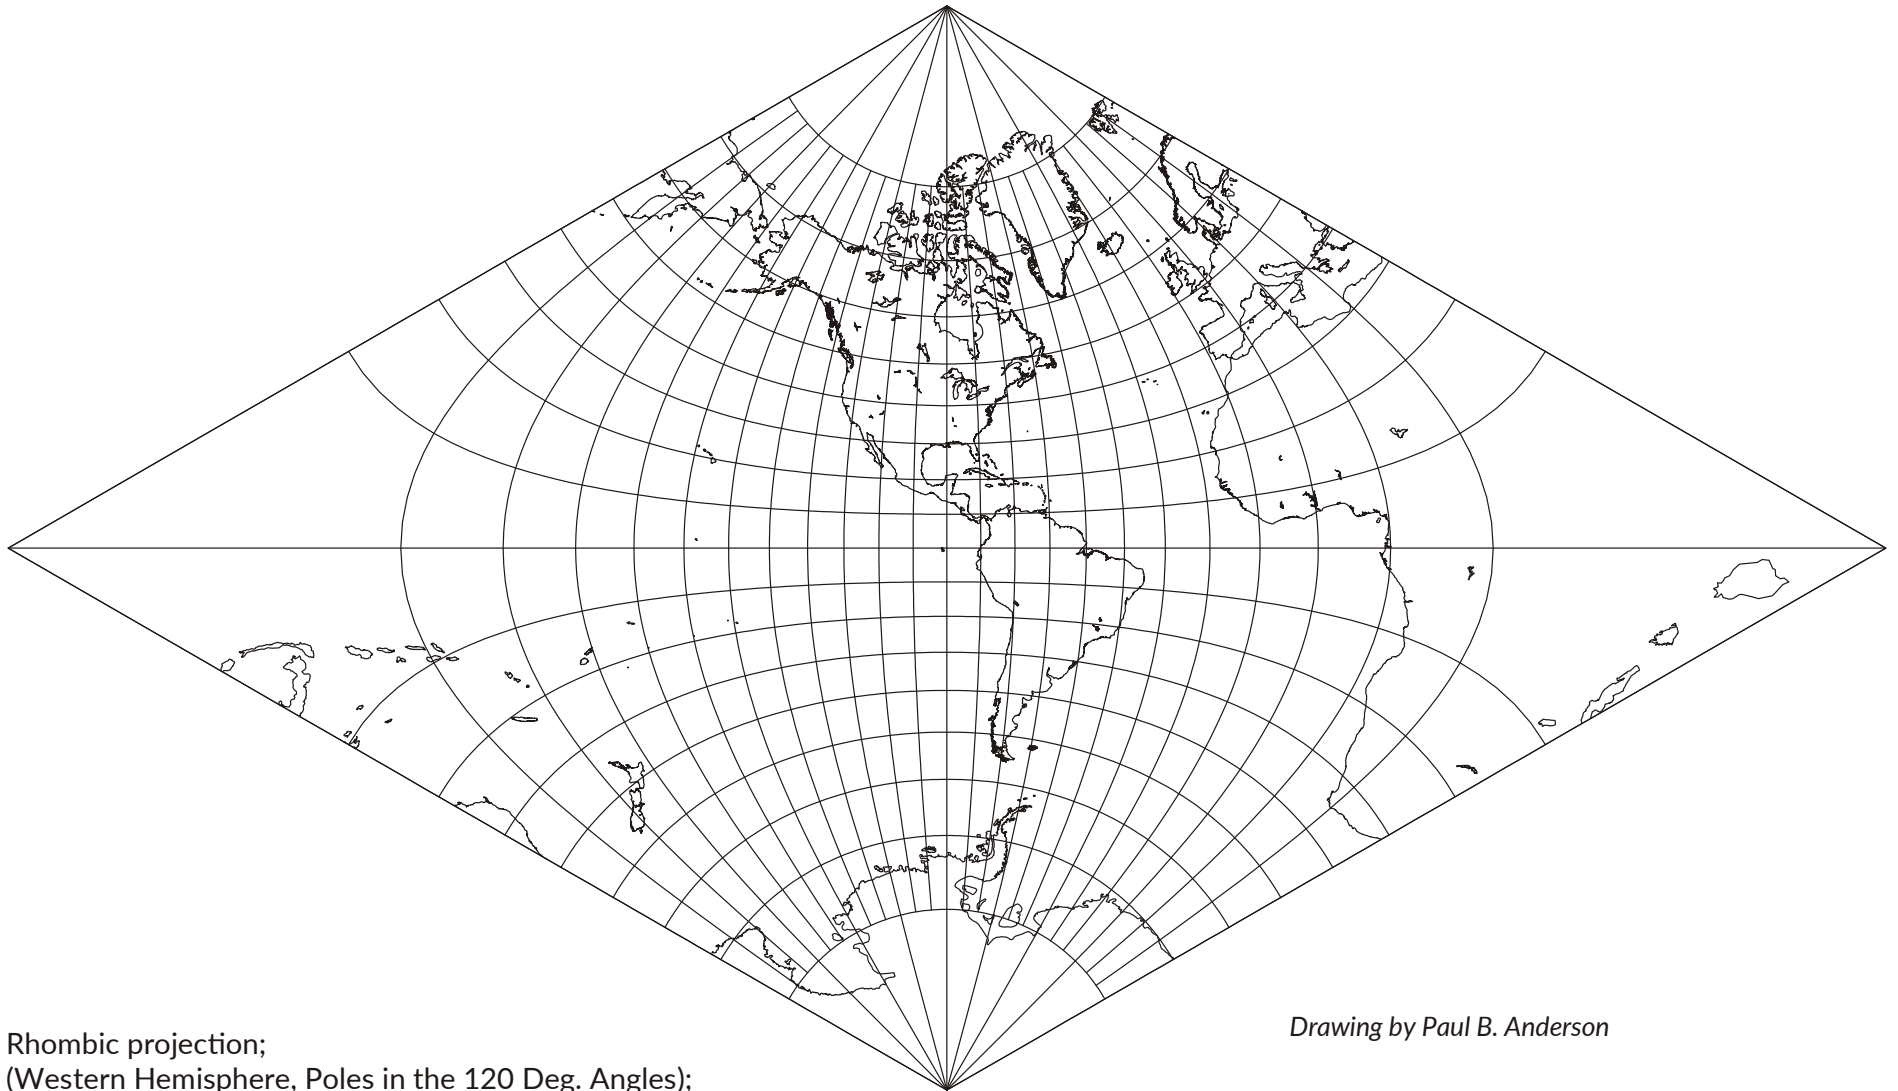 Drawing by Paul B. Anderson
Rhombic projection;
(Western Hemisphere, Poles in the 120 Deg. Angles);